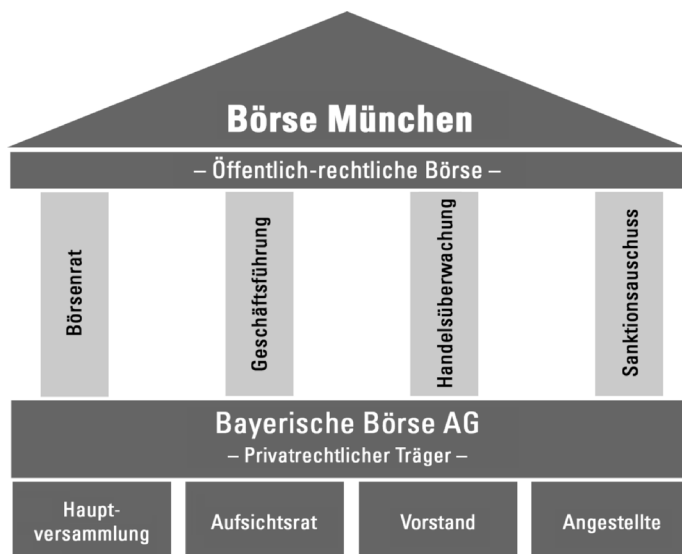 Börse München
– Öffentlich-rechtliche Börse –
Börsenrat
Geschäftsführung
Handelsüberwachung
Sanktionsauschuss
Bayerische Börse AG
– Privatrechtlicher Träger –
Haupt-
versammlung
Aufsichtsrat
Vorstand
Angestellte